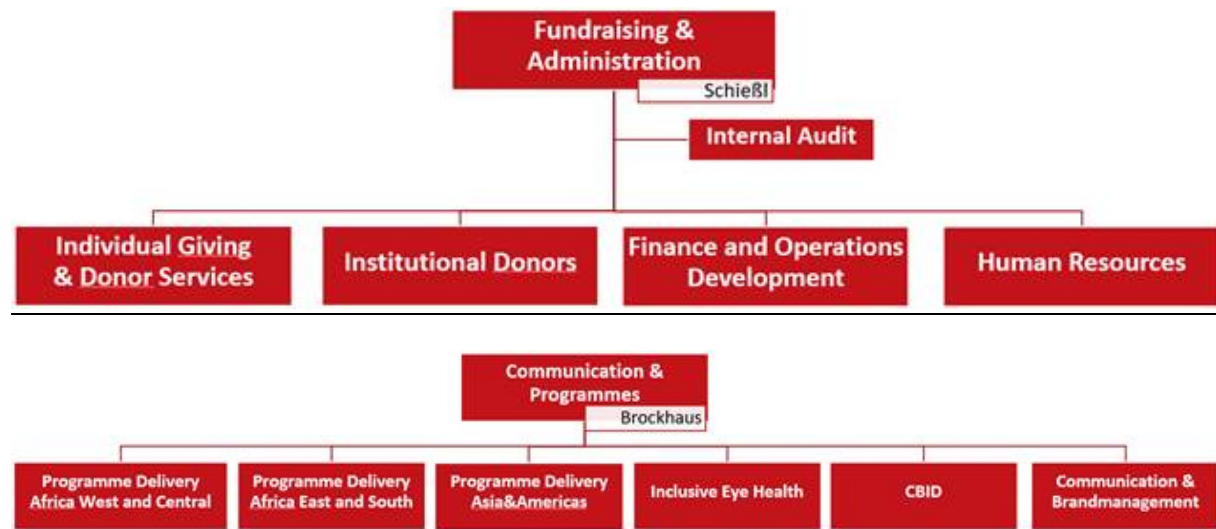 Fundraising &
Administration
Schießl
Internal Audit
Individual Giving
& Donor Services
Institutional Donors
Finance and Operations
Development
Human Resources
Communication &
Programmes
Brockhaus
Programme Delivery
Africa West and Central
Programme Delivery
Africa East and South
Programme Delivery
Asia&Americas
Inclusive Eye Health
CBID
Communication &
Brandmanagement